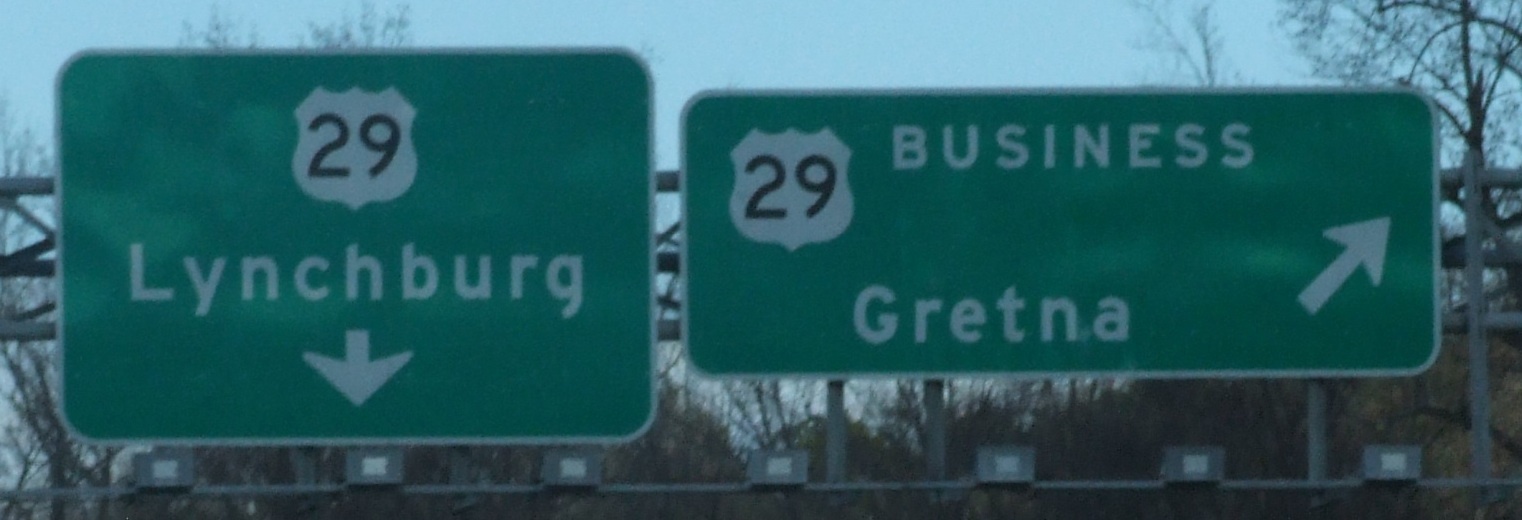 29
Lynchburg
29 BUSINESS
Gretna